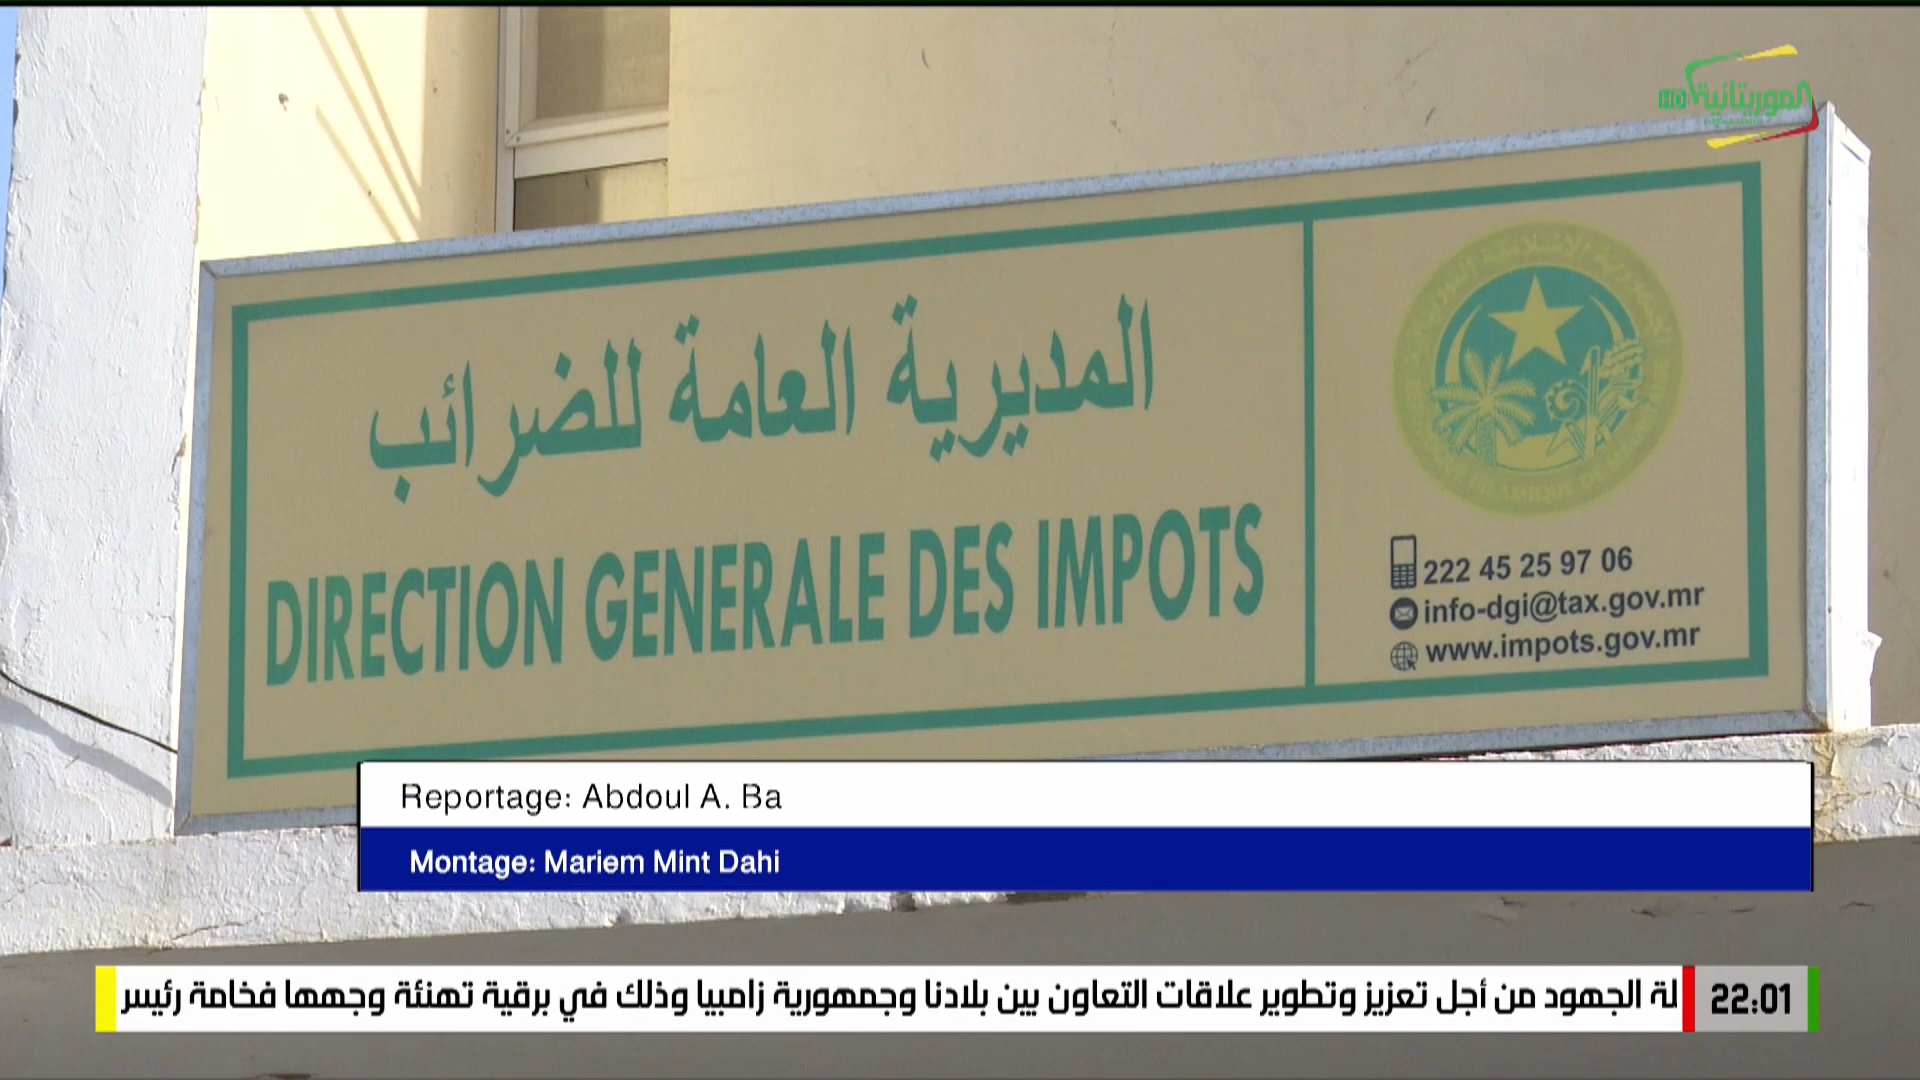 الموريتانية
HD
المديرية العامة للضرائب
DIRECTION GENERALE DES IMPOTS
222 45 25 97 06
info-dgi@tax.gov.mr
www.impots.gov.mr
Reportage: Abdoul A. Ba
Montage: Mariem Mint Dahi
لة الجهود من أجل تعزيز وتطوير علاقات التعاون بين بلادنا وجمهورية زامبيا وذلك في برقية تهنئة وجهها فخامة رئيس
22:01